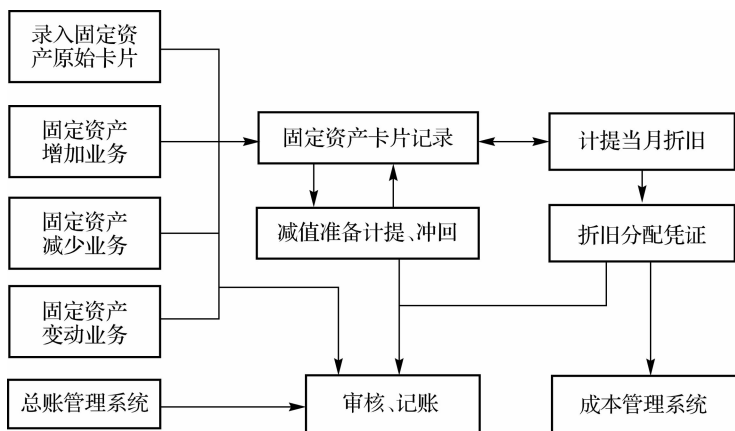 录入固定资
产原始卡片
固定资产
增加业务
固定资产
减少业务
固定资产
变动业务
总账管理系统
固定资产卡片记录
减值准备计提、冲回
审核、记账
计提当月折旧
折旧分配凭证
成本管理系统